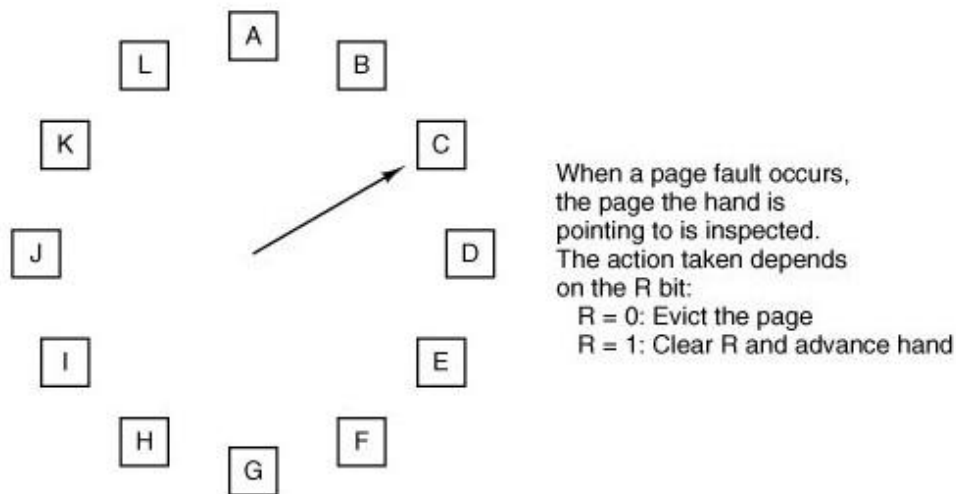 A
B
C
D
E
F
G
H
I
J
K
L
When a page fault occurs,
the page the hand is
pointing to is inspected.
The action taken depends
on the R bit:
R = 0: Evict the page
R = 1: Clear R and advance hand